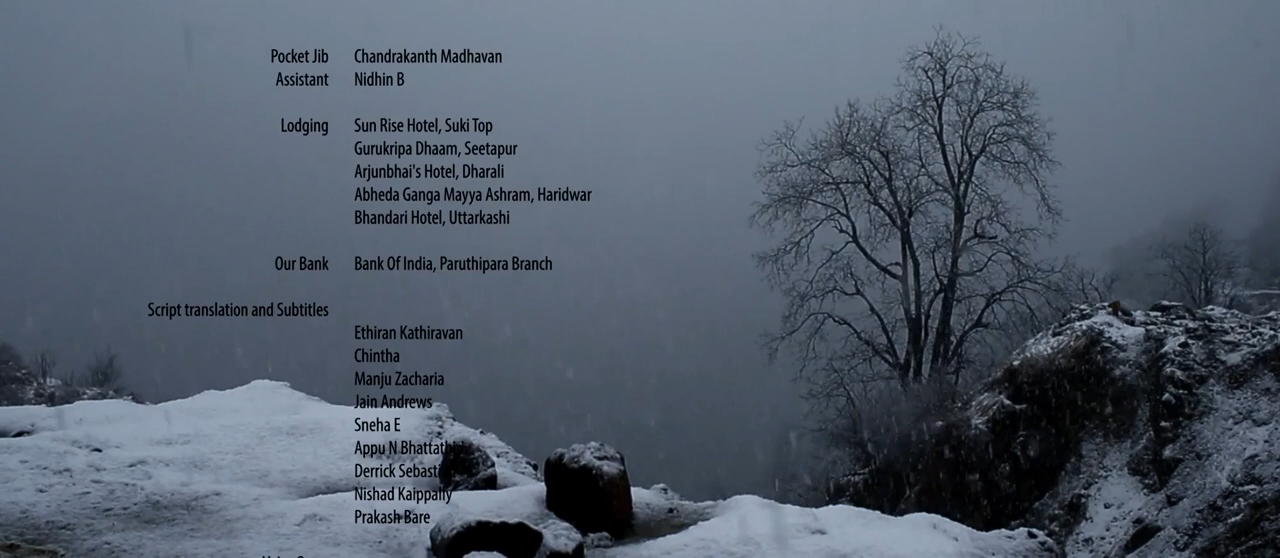 Pocket Jib Chandrakanth Madhavan
Assistant Nidhin B
Lodging Sun Rise Hotel, Suki Top
Gurukripa Dhaam, Seetapur
Arjunbhai's Hotel, Dharali
Abheda Ganga Mayya Ashram, Haridwar
Bhandari Hotel, Uttarkashi
Our Bank Bank Of India, Paruthipara Branch
Script translation and Subtitles
Ethiran Kathiravan
Chintha
Manju Zacharia
Jain Andrews
Sneha E
Appu N
Derrick
Nishad Kaippally
Prakash Bare